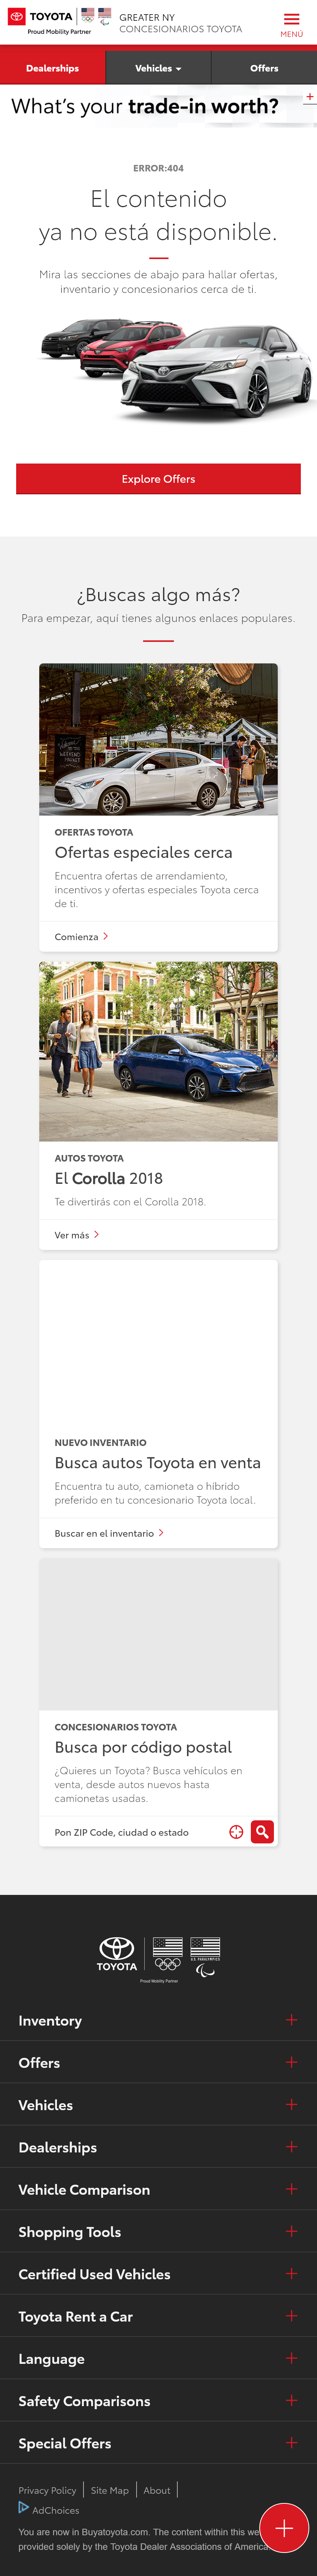 TOYOTA
Proud Mobility Partner
GREATER NY
CONCESIONARIOS TOYOTA
MENÚ
Dealerships
Vehicles
Offers
What's your trade-in worth?
+
ERROR:404
El contenido
ya no está disponible.
Mira las secciones de abajo para hallar ofertas,
inventario y concesionarios cerca de ti.
Explore Offers
¿Buscas algo más?
Para empezar, aquí tienes algunos enlaces populares.
OFERTAS TOYOTA
Ofertas especiales cerca
Encuentra ofertas de arrendamiento,
incentivos y ofertas especiales Toyota cerca
de ti.
Comienza
AUTOS TOYOTA
El Corolla 2018
Te divertirás con el Corolla 2018.
Ver más
NUEVO INVENTARIO
Busca autos Toyota en venta
Encuentra tu auto, camioneta o híbrido
preferido en tu concesionario Toyota local.
Buscar en el inventario
CONCESIONARIOS TOYOTA
Busca por código postal
¿Quieres un Toyota? Busca vehículos en
venta, desde autos nuevos hasta
camionetas usadas.
Pon ZIP Code, ciudad o estado
TOYOTA
U.S. PARALYMPICS
Proud Mobility Partner
Inventory
Offers
Vehicles
Dealerships
Vehicle Comparison
Shopping Tools
Certified Used Vehicles
Toyota Rent a Car
Language
Safety Comparisons
Special Offers
Privacy Policy
Site Map
About
AdChoices
You are now in Buyatoyota.com. The content within this we
provided solely by the Toyota Dealer Associations of America